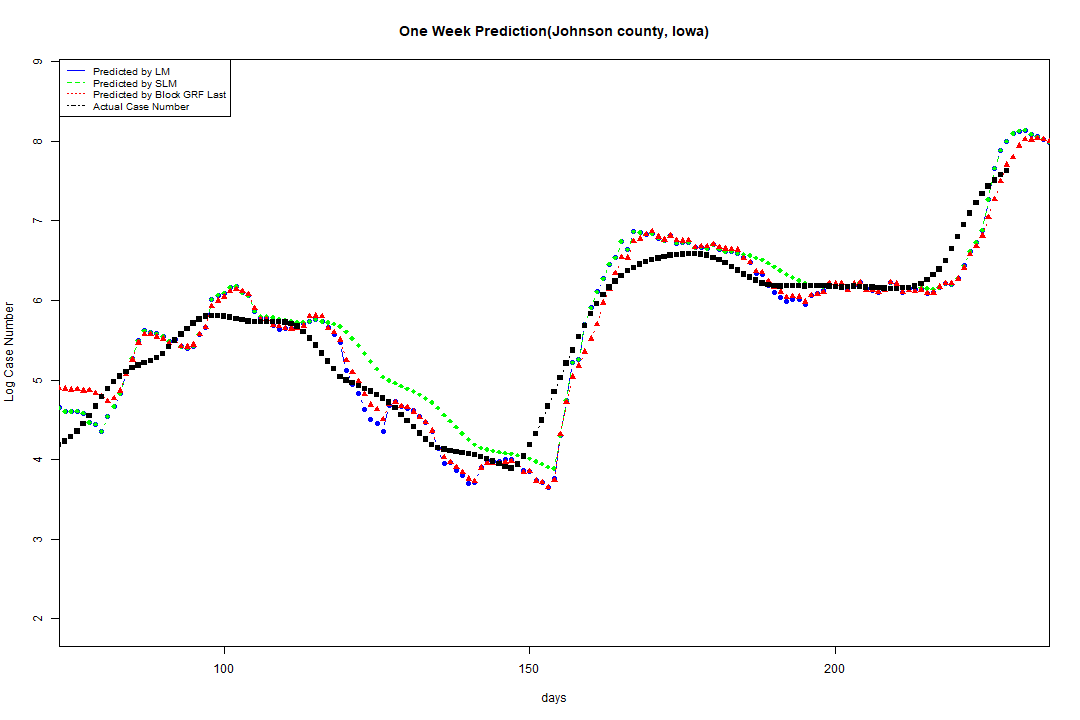 One Week Prediction(Johnson county, Iowa)
Predicted by LM
Predicted by SLM
Predicted by Block GRF Last
Actual Case Number
Log Case Number
9
8
7
6
5
4
3
2
100 150 200
days